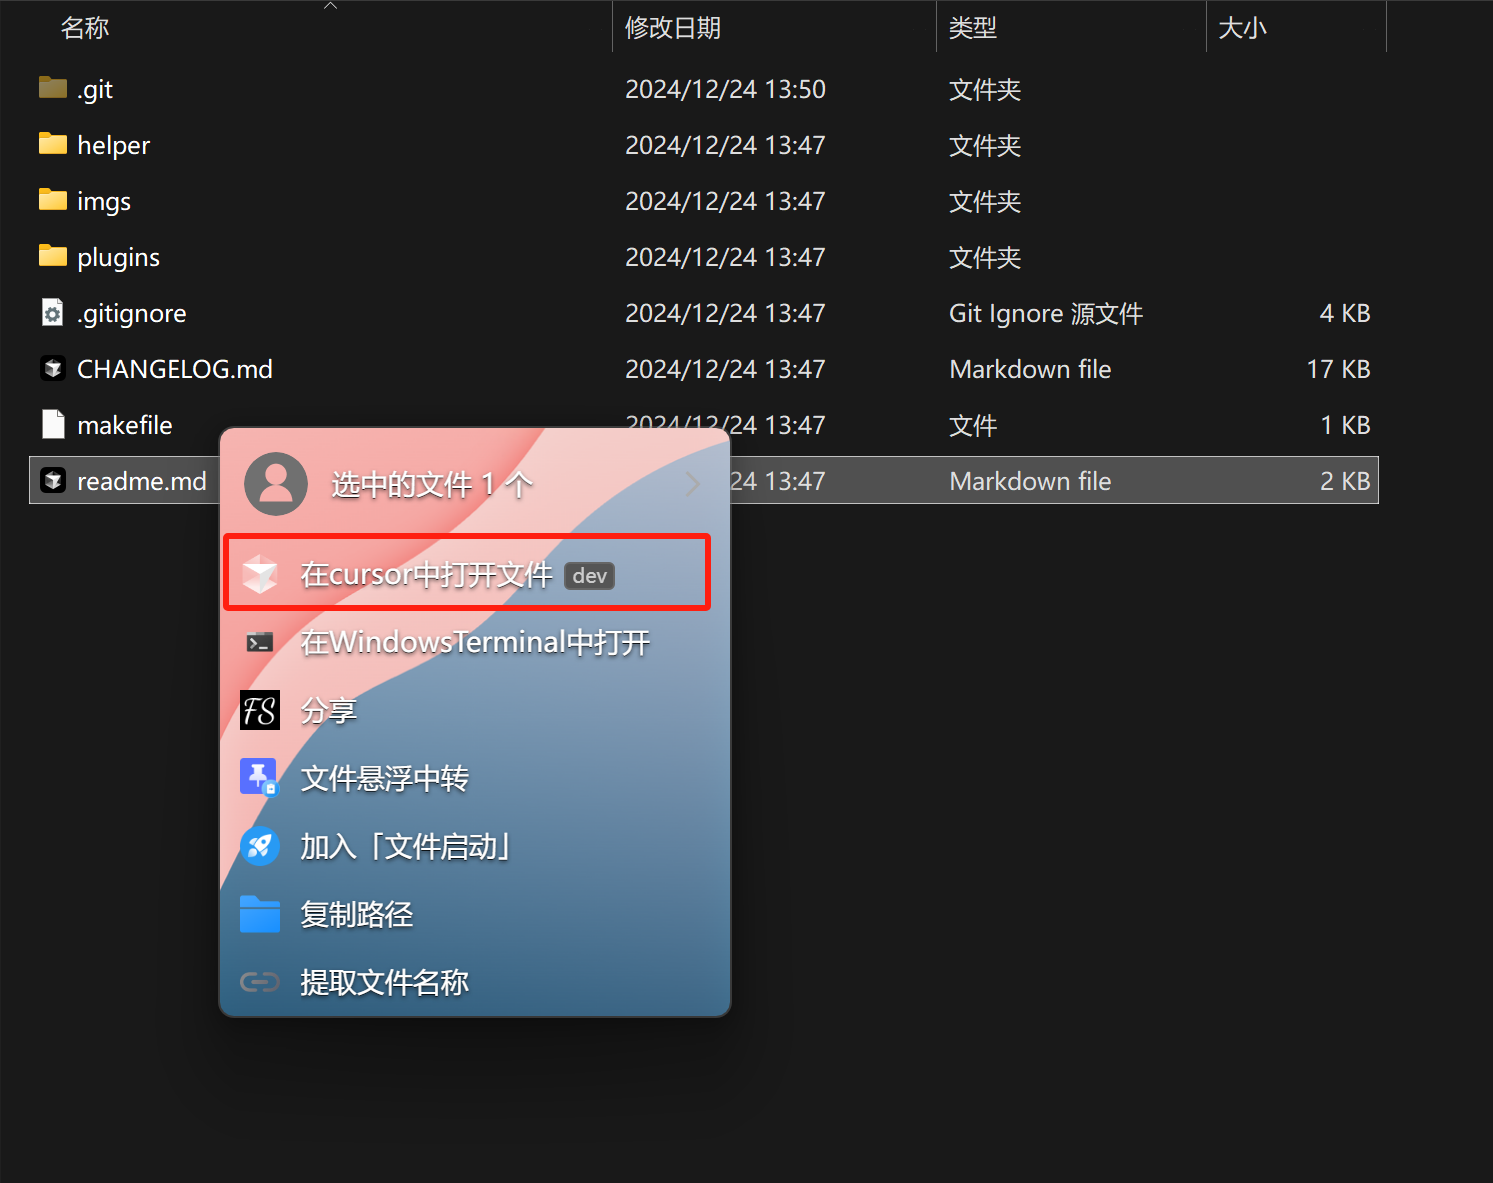 名称 修改日期 类型 大小
.git 2024/12/24 13:50 文件夹
helper 2024/12/24 13:47 文件夹
imgs 2024/12/24 13:47 文件夹
plugins 2024/12/24 13:47 文件夹
.gitignore 2024/12/24 13:47 Git Ignore 源文件 4 KB
CHANGELOG.md 2024/12/24 13:47 Markdown file 17 KB
makefile 2024/12/24 13:47 文件 1 KB
readme.md 24 13:47 Markdown file 2 KB
选中的文件 1 个
在cursor中打开文件 dev
在WindowsTerminal中打开
FS 分享
文件悬浮中转
加入「文件启动」
复制路径
提取文件名称